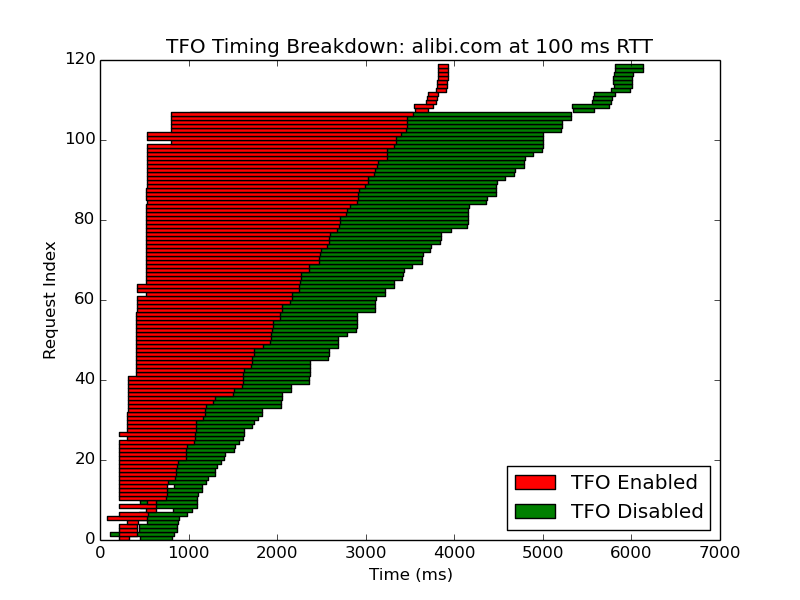 TFO Timing Breakdown: alibi.com at 100 ms RTT
120
100
80
60
40
20
0
Request Index
TFO Enabled
TFO Disabled
0 1000 2000 3000 4000 5000 6000 7000
Time (ms)